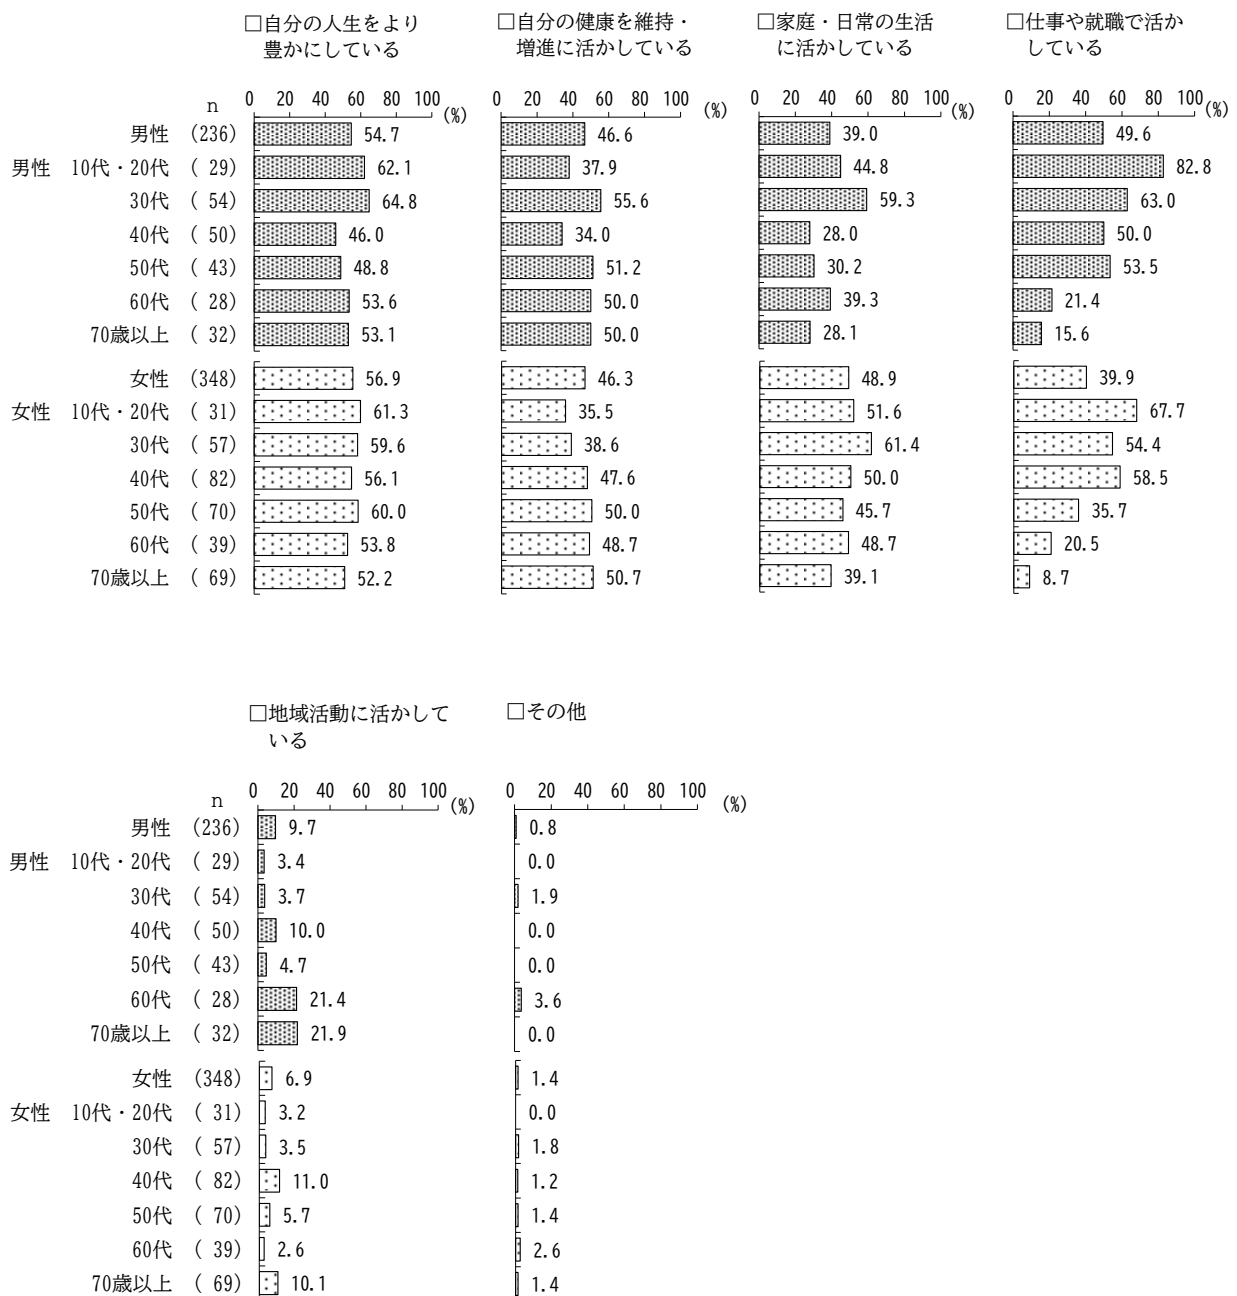 □自分の人生をより
豊かにしている
□自分の健康を維持・
増進に活かしている
□家庭・日常の生活
に活かしている
□仕事や就職で活か
している
n 0 20 40 60 80 100 (%) 0 20 40 60 80 100 (%) 0 20 40 60 80 100 (%) 0 20 40 60 80 100 (%)
男性 (236) 54.7 46.6 39.0 49.6
男性 10代・20代 ( 29) 62.1 37.9 44.8 82.8
30代 ( 54) 64.8 55.6 59.3 63.0
40代 ( 50) 46.0 34.0 28.0 50.0
50代 ( 43) 48.8 51.2 30.2 53.5
60代 ( 28) 53.6 50.0 39.3 21.4
70歳以上 ( 32) 53.1 50.0 28.1 15.6
女性 (348) 56.9 46.3 48.9 39.9
女性 10代・20代 ( 31) 61.3 35.5 51.6 67.7
30代 ( 57) 59.6 38.6 61.4 54.4
40代 ( 82) 56.1 47.6 50.0 58.5
50代 ( 70) 60.0 50.0 45.7 35.7
60代 ( 39) 53.8 48.7 48.7 20.5
70歳以上 ( 69) 52.2 50.7 39.1 8.7
□地域活動に活かして
いる
□その他
n 0 20 40 60 80 100 (%) 0 20 40 60 80 100 (%)
男性 (236) 9.7 0.8
男性 10代・20代 ( 29) 3.4 0.0
30代 ( 54) 3.7 1.9
40代 ( 50) 10.0 0.0
50代 ( 43) 4.7 0.0
60代 ( 28) 21.4 3.6
70歳以上 ( 32) 21.9 0.0
女性 (348) 6.9 1.4
女性 10代・20代 ( 31) 3.2 0.0
30代 ( 57) 3.5 1.8
40代 ( 82) 11.0 1.2
50代 ( 70) 5.7 1.4
60代 ( 39) 2.6 2.6
70歳以上 ( 69) 10.1 1.4